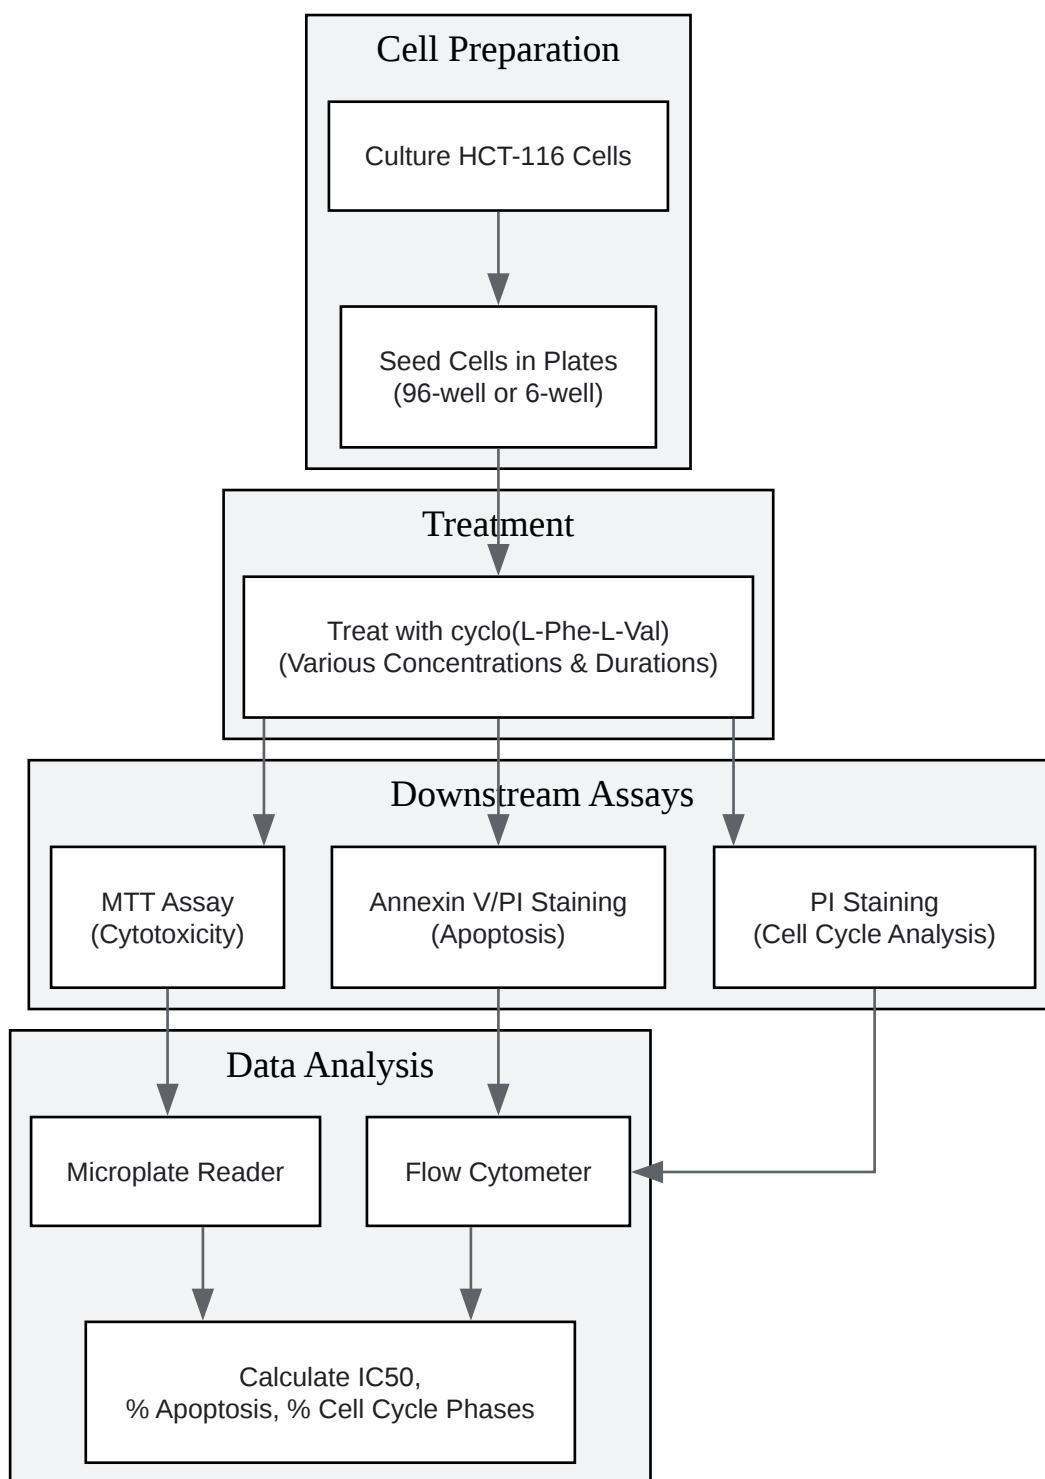 Cell Preparation
Culture HCT-116 Cells
Seed Cells in Plates
(96-well or 6-well)
Treatment
Treat with cyclo(L-Phe-L-Val)
(Various Concentrations & Durations)
Downstream Assays
MTT Assay
(Cytotoxicity)
Annexin V/PI Staining
(Apoptosis)
PI Staining
(Cell Cycle Analysis)
Data Analysis
Microplate Reader
Flow Cytometer
Calculate IC50,
% Apoptosis, % Cell Cycle Phases